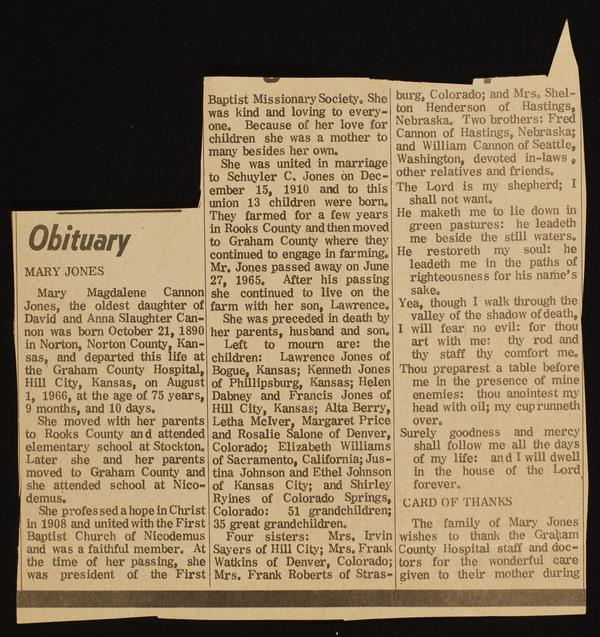 Obituary
MARY JONES
Mary Magdalene Cannon
Jones, the oldest daughter of
David and Anna Slaughter Can-
non was born October 21, 1890
in Norton, Norton County, Kan-
sas, and departed this life at
the Graham County Hospital,
Hill City, Kansas, on August
1, 1966, at the age of 75 years,
9 months, and 10 days.
She moved with her parents
to Rooks County and attended
elementary school at Stockton.
Later she and her parents
moved to Graham County and
she attended school at Nico-
demus.
She professed a hope in Christ
in 1908 and united with the First
Baptist Church of Nicodemus
and was a faithful member. At
the time of her passing, she
was president of the First
Baptist Missionary Society. She
was kind and loving to every-
one. Because of her love for
children she was a mother to
many besides her own.
She was united in marriage
to Schuyler C. Jones on Dec-
ember 15, 1910 and to this
union 13 children were born.
They farmed for a few years
in Rooks County and then moved
to Graham County where they
continued to engage in farming.
Mr. Jones passed away on June
27, 1965. After his passing
she continued to live on the
farm with her son, Lawrence.
She was preceded in death by
her parents, husband and son.
Left to mourn are: the
children: Lawrence Jones of
Bogue, Kansas; Kenneth Jones
of Phillipsburg, Kansas; Helen
Dabney and Francis Jones of
Hill City, Kansas; Alta Berry,
Letha McIver, Margaret Price
and Rosalie Salone of Denver,
Colorado; Elizabeth Williams
of Sacramento, California; Jus-
tina Johnson and Ethel Johnson
of Kansas City; and Shirley
Ryines of Colorado Springs,
Colorado: 51 grandchildren;
35 great grandchildren.
Four sisters: Mrs. Irvin
Sayers of Hill City; Mrs. Frank
Watkins of Denver, Colorado;
Mrs. Frank Roberts of Stras-
burg, Colorado; and Mrs. Shel-
ton Henderson of Hastings,
Nebraska. Two brothers: Fred
Cannon of Hastings, Nebraska;
and William Cannon of Seattle,
Washington, devoted in-laws,
other relatives and friends.
The Lord is my shepherd; I
shall not want.
He maketh me to lie down in
green pastures: he leadeth
me beside the still waters.
He restoreth my soul: he
leadeth me in the paths of
righteousness for his name's
sake.
Yea, though I walk through the
valley of the shadow of death,
I will fear no evil: for thou
art with me: thy rod and
thy staff thy comfort me.
Thou preparest a table before
me in the presence of mine
enemies: thou anointest my
head with oil; my cup runneth
over.
Surely goodness and mercy
shall follow me all the days
of my life: and I will dwell
in the house of the Lord
forever.
CARD OF THANKS
The family of Mary Jones
wishes to thank the Graham
County Hospital staff and doc-
tors for the wonderful care
given to their mother during